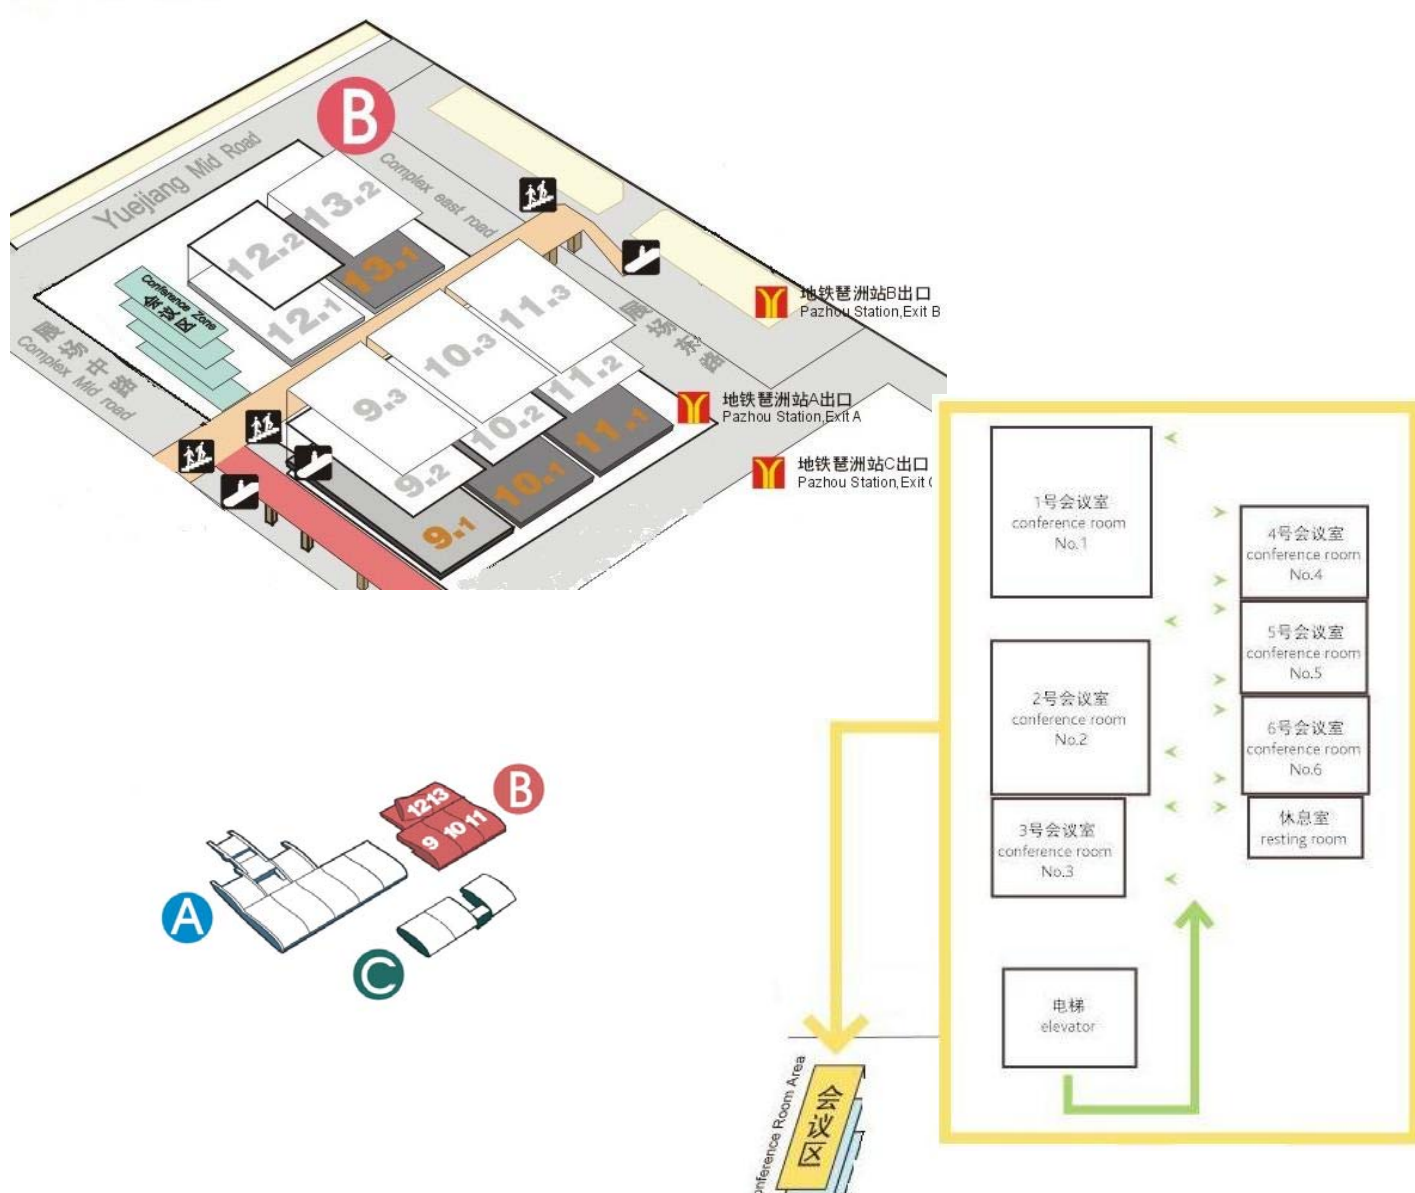 B
Yuejiang Mid Road
Complex east road
13.2
12.2
13.1
12.1
Conference Zone
会议区
展场中路
Complex Mid road
11.3
10.3
9.3
11.2
10.2
9.2
11.1
10.1
9.1
展场东路
地铁琶洲站B出口
Pazhou Station,Exit B
地铁琶洲站A出口
Pazhou Station,Exit A
地铁琶洲站C出口
Pazhou Station,Exit C
1号会议室
conference room
No.1
4号会议室
conference room
No.4
5号会议室
conference room
No.5
2号会议室
conference room
No.2
6号会议室
conference room
No.6
3号会议室
conference room
No.3
休息室
resting room
电梯
elevator
B
12 13
9 10 11
A
C
onference Room Area
会议区